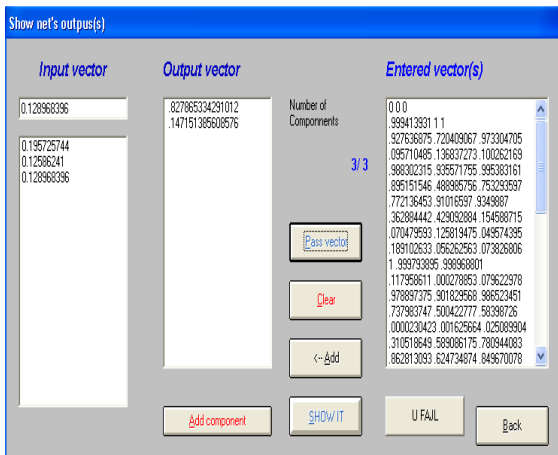 Show net's outpus(s)
Input vector
Output vector
Entered vector(s)
0.128968396
0.195725744
0.12586241
0.128968396
.827865334291012
.147151385608576
Number of
Componnents
3/ 3
Pass vector
Clear
<-- Add
SHOW IT
Add component
0 0 0
.999413931 1 1
.927636875 .720409067 .973304705
.095710485 .136837273 .100262169
.988302315 .935571755 .995383161
.895151546 .488985756 .753293597
.772136453 .91016597 .9349887
.362884442 .429092884 .154588715
.070479593 .125819475 .049574395
.189102633 .056262563 .073826806
1 .999793895 .998968801
.117958611 .000278853 .079622978
.978897375 .901829568 .986523451
.737983747 .500422777 .58398726
.0000230423 .001625664 .025089904
.310518649 .589086175 .780944083
.862813093 .624734874 .849670078
U FAJL
Back